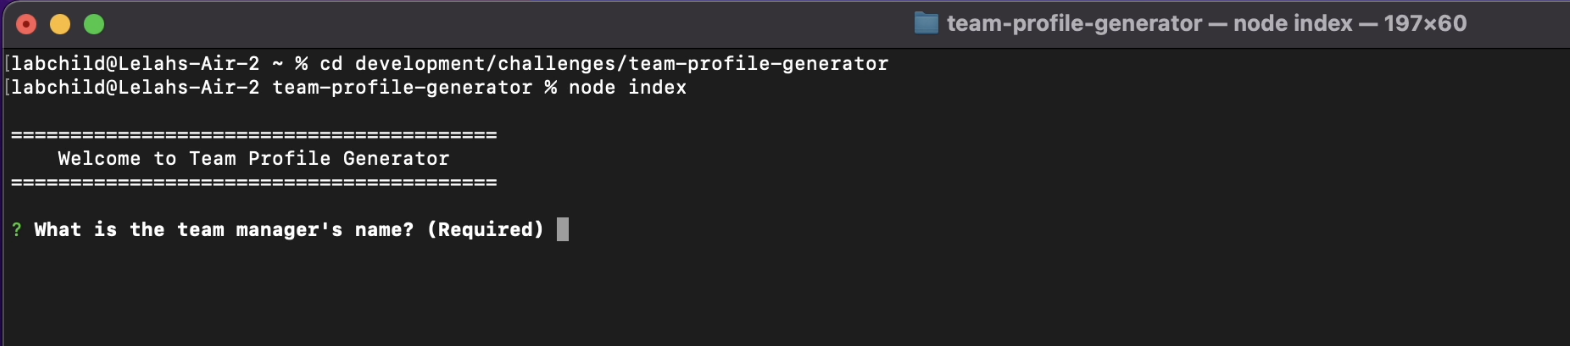 team-profile-generator — node index — 197×60
[labchild@Lelahs-Air-2 ~ % cd development/challenges/team-profile-generator
[labchild@Lelahs-Air-2 team-profile-generator % node index
=========================================
Welcome to Team Profile Generator
=========================================
? What is the team manager's name? (Required)